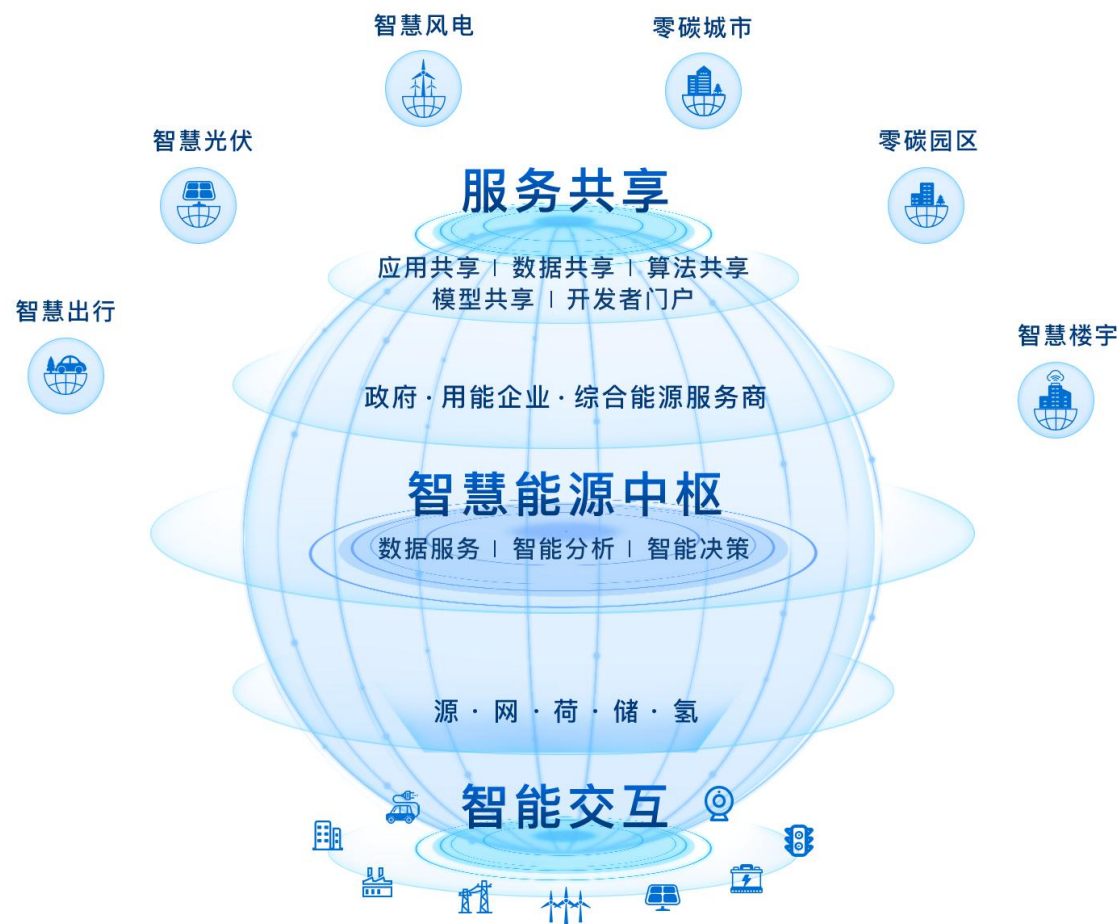 智慧风电
零碳城市
智慧光伏
零碳园区
服务共享
应用共享 | 数据共享 | 算法共享
模型共享 | 开发者门户
智慧出行
智慧楼宇
政府·用能企业·综合能源服务商
智慧能源中枢
数据服务 | 智能分析 | 智能决策
源·网·荷·储·氢
智能交互